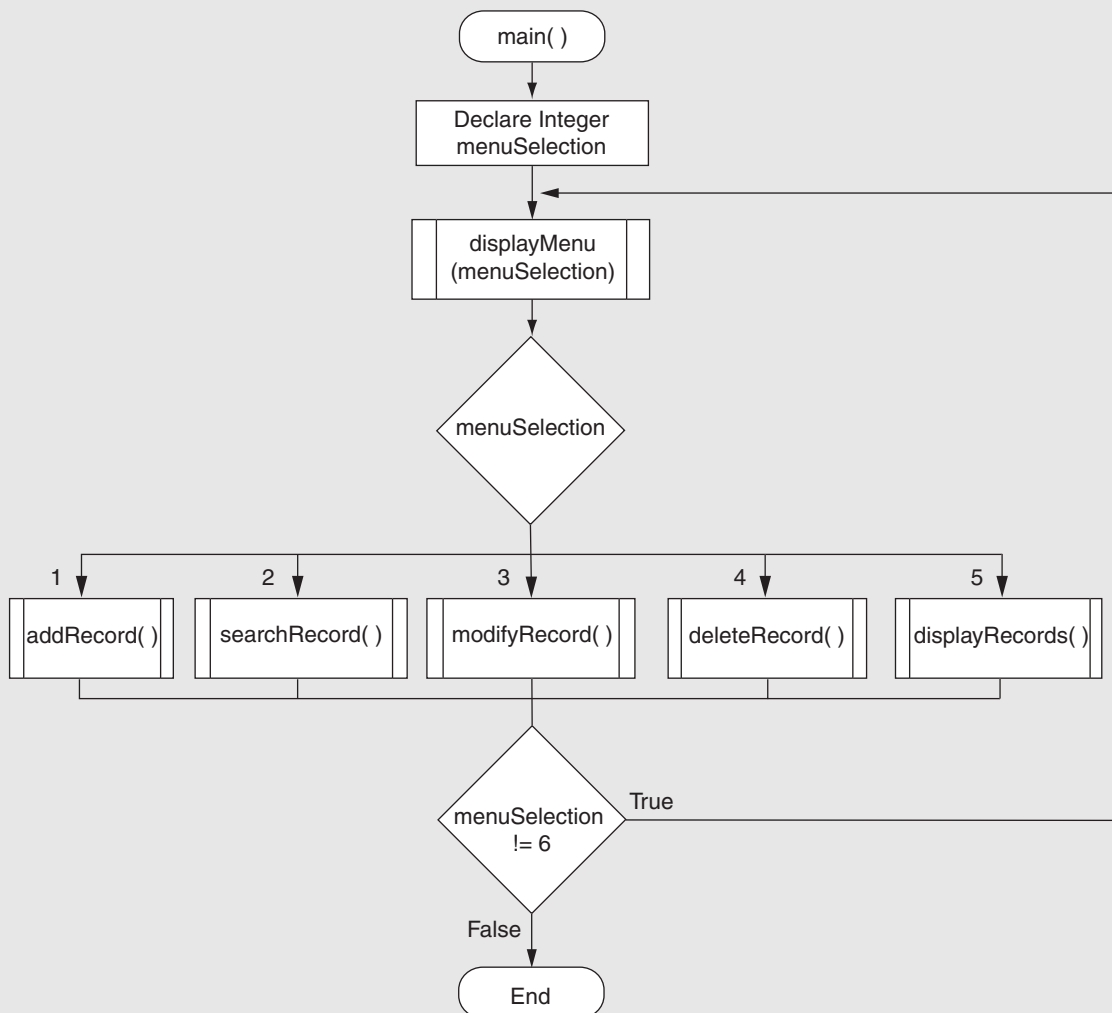 main( )
Declare Integer
menuSelection
displayMenu
(menuSelection)
menuSelection
1
2
3
4
5
addRecord( )
searchRecord( )
modifyRecord( )
deleteRecord( )
displayRecords( )
menuSelection
!= 6
True
False
End